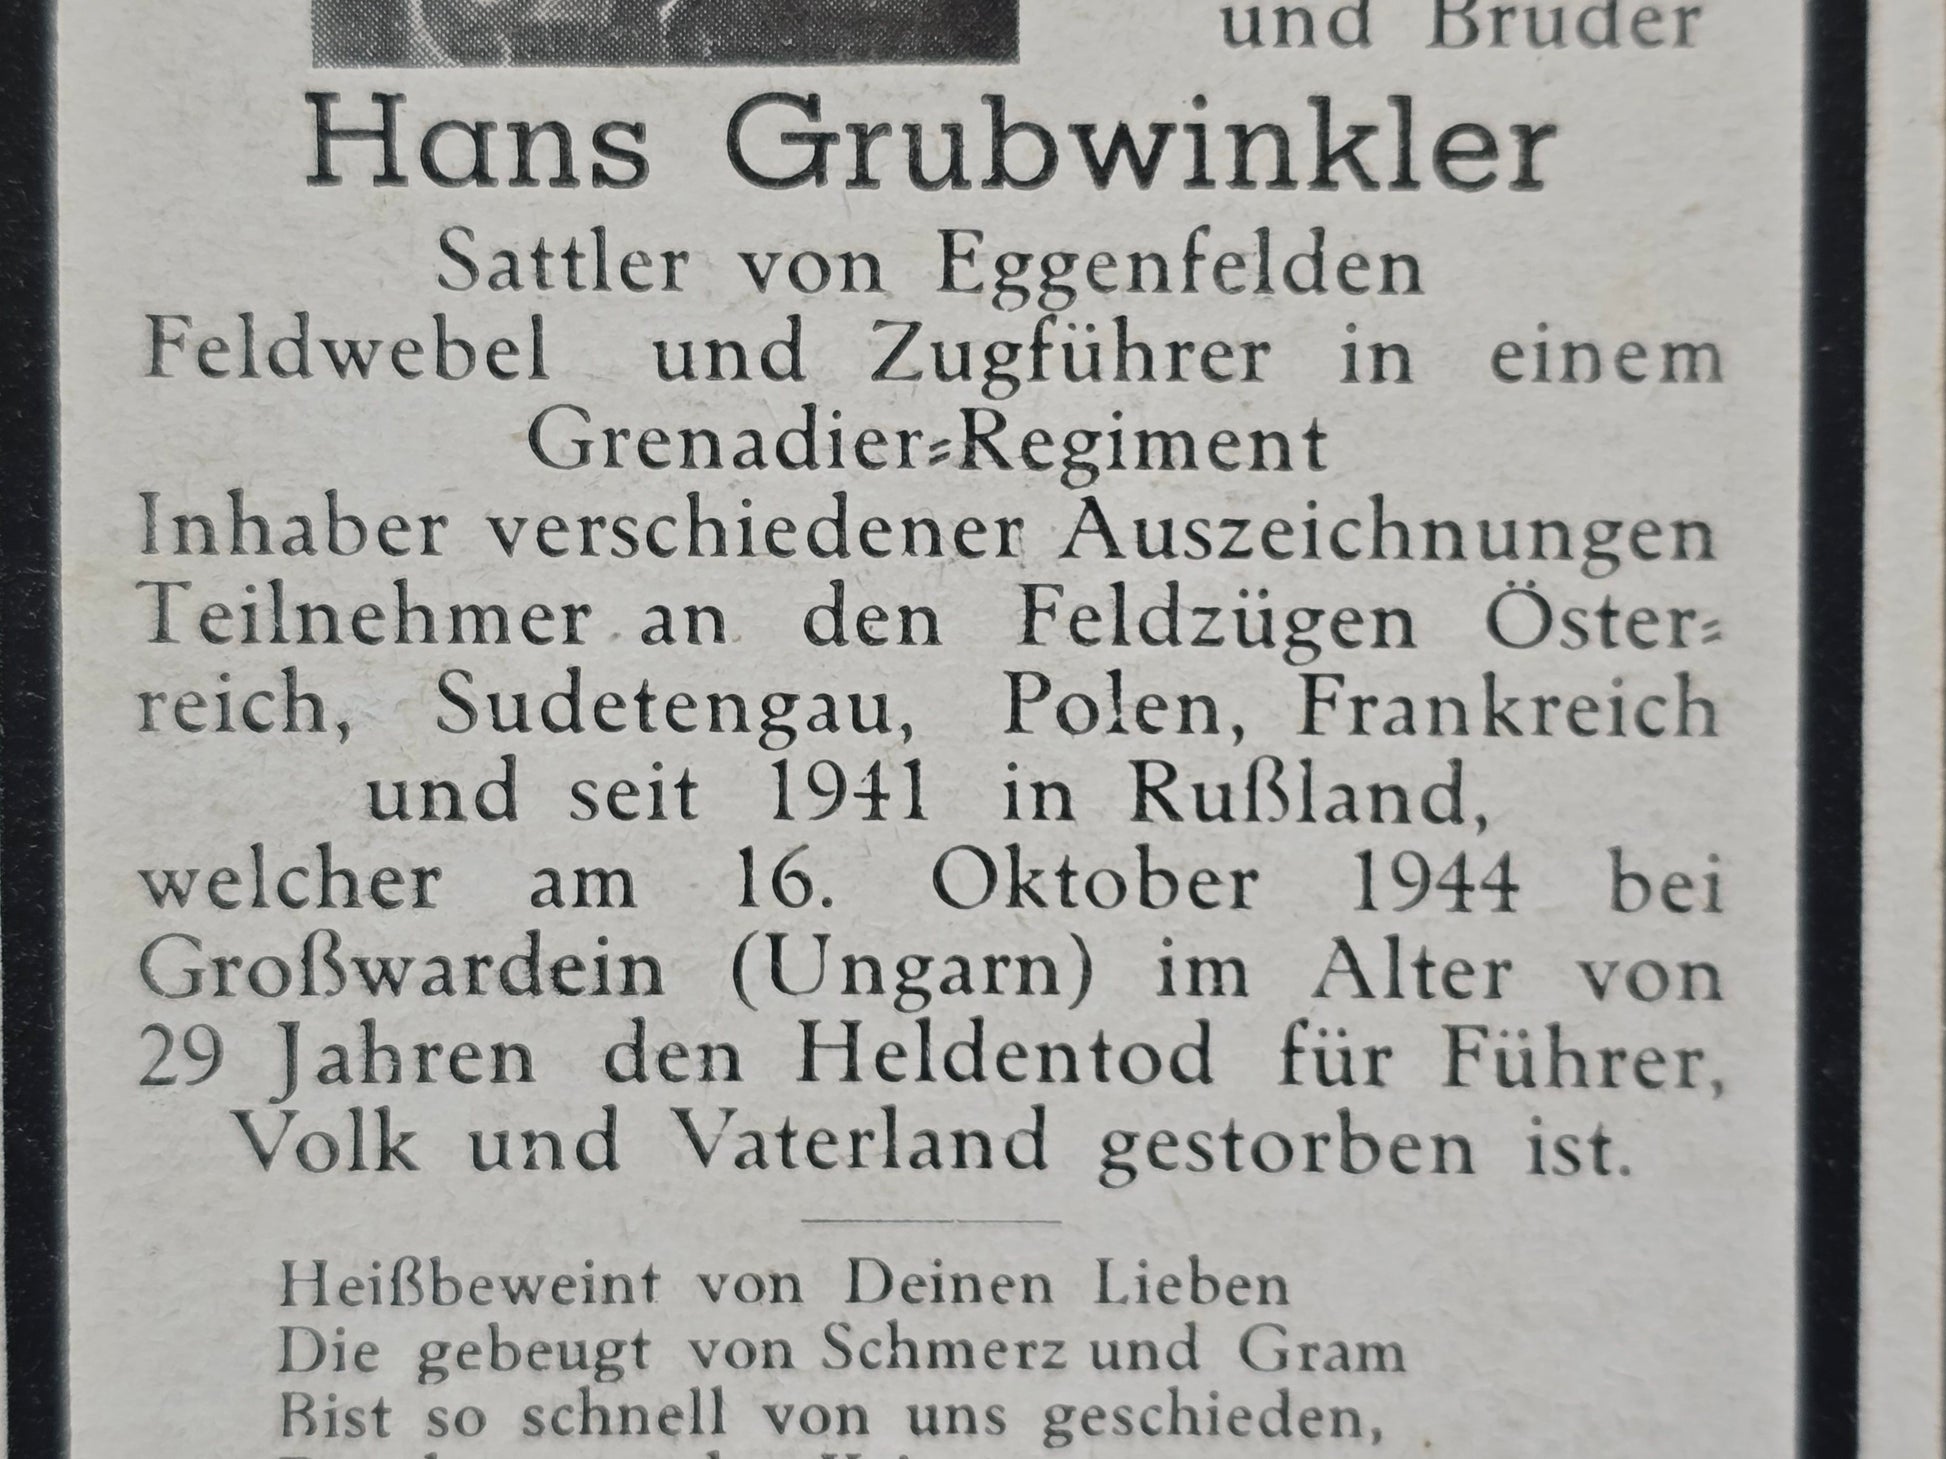 und Bruder
Hans Grubwinkler
Sattler von Eggenfelden
Feldwebel und Zugführer in einem
Grenadier-Regiment
Inhaber verschiedener Auszeichnungen
Teilnehmer an den Feldzügen Öster-
reich, Sudetengau, Polen, Frankreich
und seit 1941 in Rußland,
welcher am 16. Oktober 1944 bei
Großwardein (Ungarn) im Alter von
29 Jahren den Heldentod für Führer,
Volk und Vaterland gestorben ist.
Heißbeweint von Deinen Lieben
Die gebeugt von Schmerz und Gram
Bist so schnell von uns geschieden,